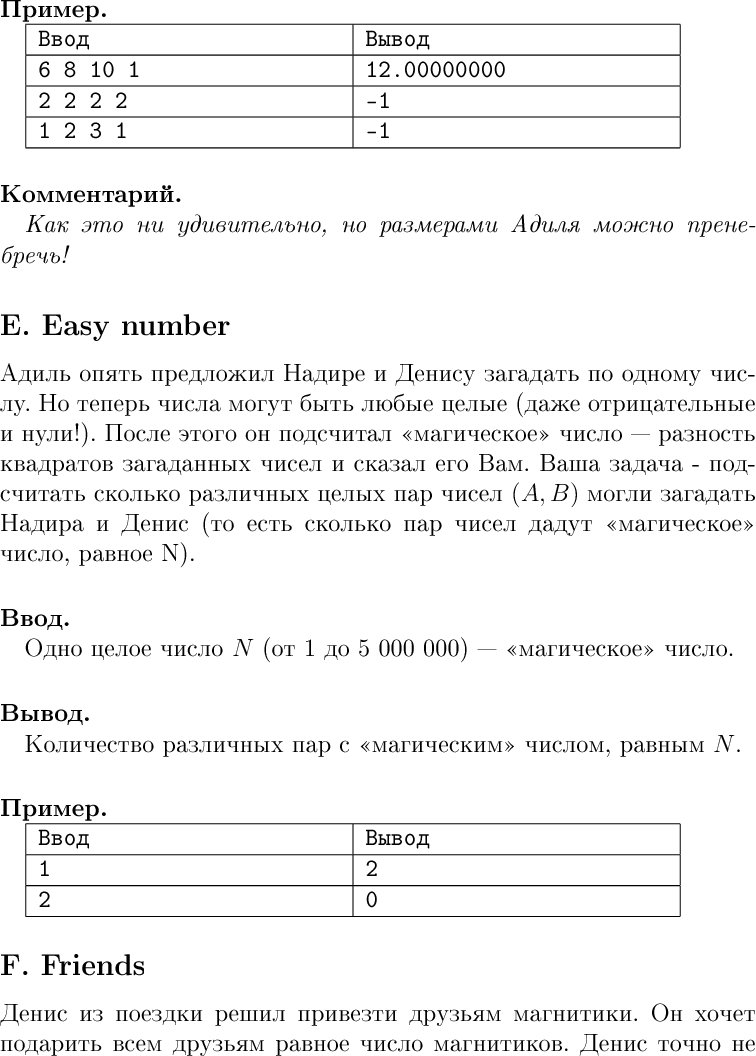 Пример.
Ввод Вывод
6 8 10 1 12.00000000
2 2 2 2 -1
1 2 3 1 -1
Комментарий.
Как это ни удивительно, но размерами Адиля можно прене-
бречь!
E. Easy number
Адиль опять предложил Надире и Денису загадать по одному чис-
лу. Но теперь числа могут быть любые целые (даже отрицательные
и нули!). После этого он подсчитал «магическое» число — разность
квадратов загаданных чисел и сказал его Вам. Ваша задача - под-
считать сколько различных целых пар чисел (A, B) могли загадать
Надира и Денис (то есть сколько пар чисел дадут «магическое»
число, равное N).
Ввод.
Одно целое число N (от 1 до 5 000 000) — «магическое» число.
Вывод.
Количество различных пар с «магическим» числом, равным N.
Пример.
Ввод Вывод
1 2
2 0
F. Friends
Денис из поездки решил привезти друзьям магнитики. Он хочет
подарить всем друзьям равное число магнитиков. Денис точно не